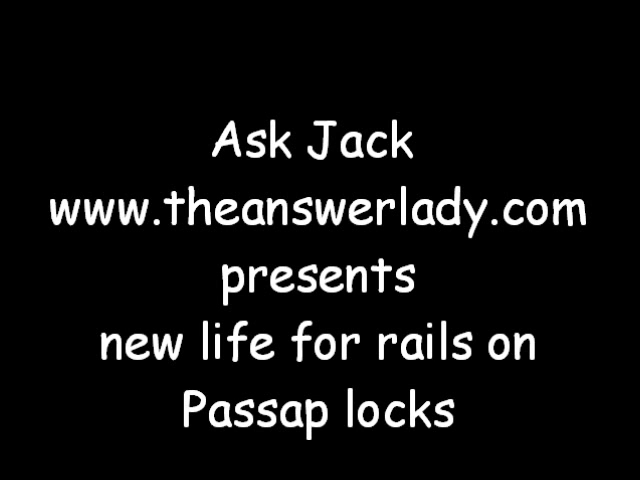 Ask Jack
www.theanswerlady.com
presents
new life for rails on
Passap locks